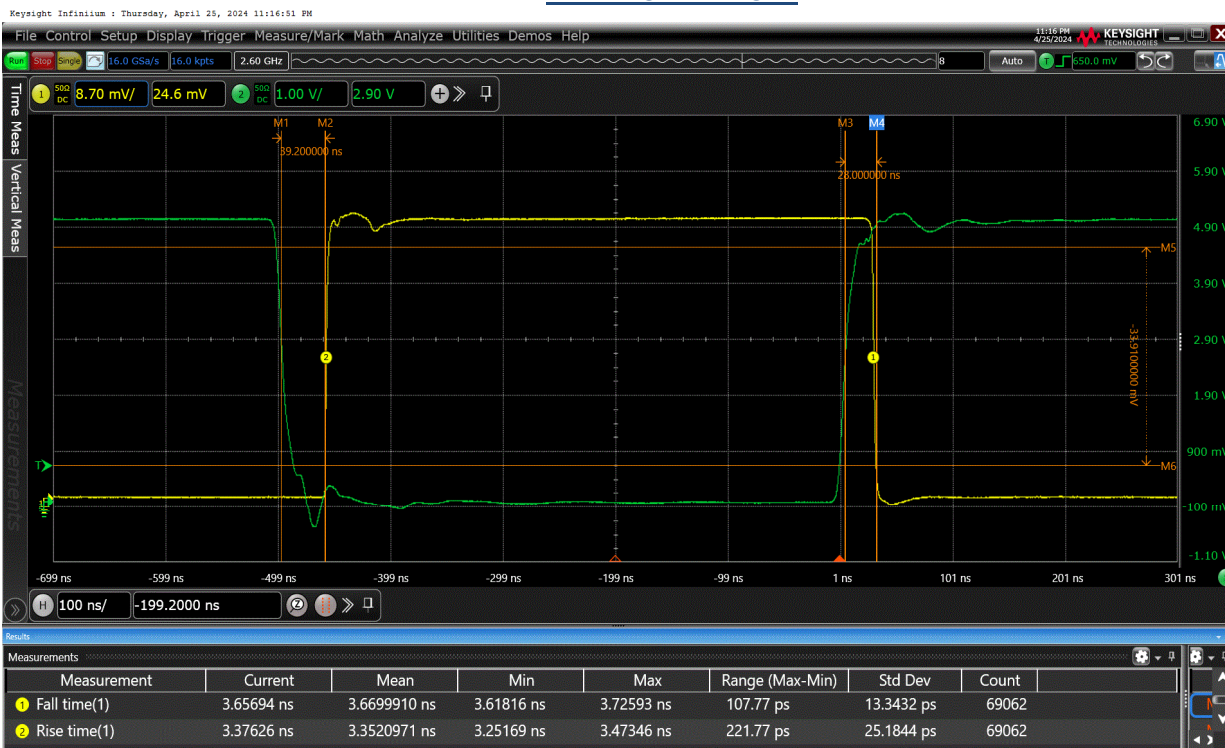 Keysight Infiniium : Thursday, April 25, 2024 11:16:51 PM
File Control Setup Display Trigger Measure/Mark Math Analyze Utilities Demos Help
11:16 PM
4/25/2024
KEYSIGHT
TECHNOLOGIES
Run Stop Single 16.0 GSa/s 16.0 kpts 2.60 GHz 8 Auto T 650.0 mV
Time Meas
Vertical Meas
Measurements
1 50Ω DC 8.70 mV/ 24.6 mV 2 50Ω DC 1.00 V/ 2.90 V
M1 M2 M3 M4
39.200000 ns
28.000000 ns
6.90 V
5.90 V
4.90 V
M5
3.90 V
2.90 V
-33.9100000 mV
2 1
1.90 V
900 mV
T
M6
-100 mV
-1.10 V
-699 ns -599 ns -499 ns -399 ns -299 ns -199 ns -99 ns 1 ns 101 ns 201 ns 301 ns
H 100 ns/ -199.2000 ns
Results
Measurements
Measurement Current Mean Min Max Range (Max-Min) Std Dev Count
1 Fall time(1) 3.65694 ns 3.6699910 ns 3.61816 ns 3.72593 ns 107.77 ps 13.3432 ps 69062
2 Rise time(1) 3.37626 ns 3.3520971 ns 3.25169 ns 3.47346 ns 221.77 ps 25.1844 ps 69062